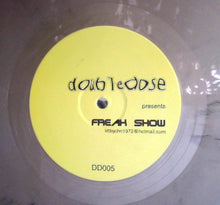 doubledose
presents
FREAK SHOW
DD005